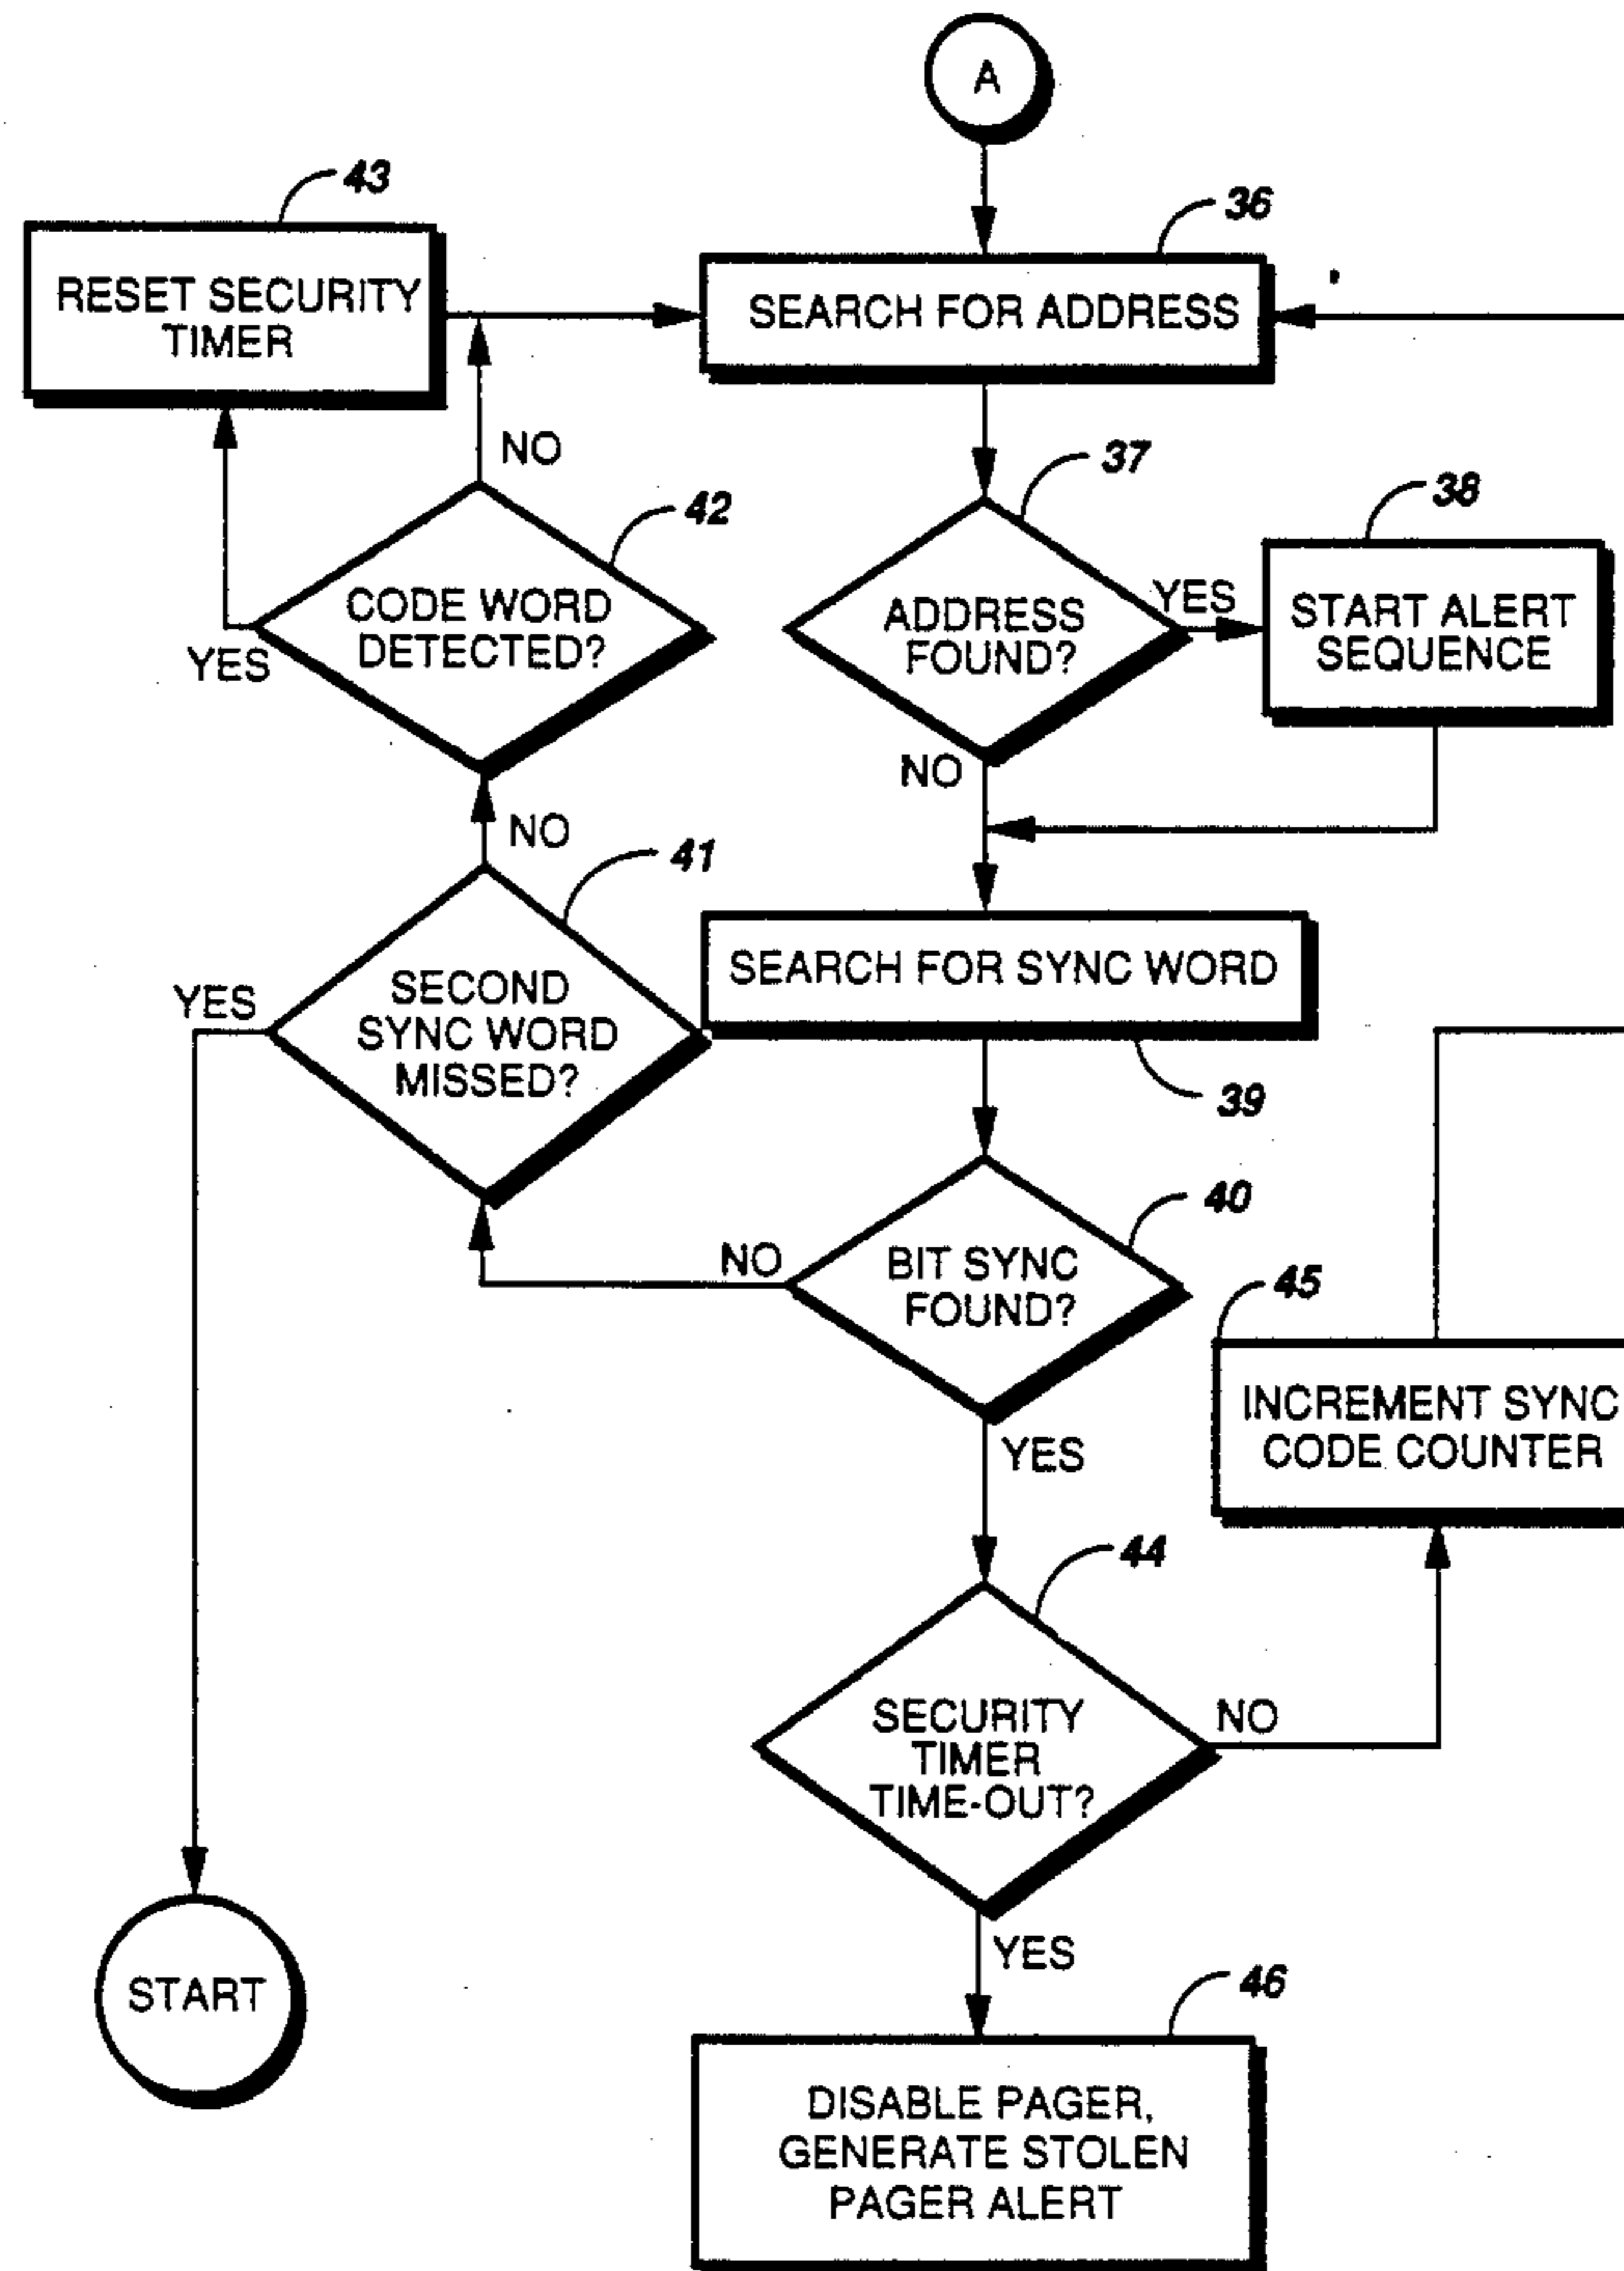 A
43
36
RESET SECURITY
TIMER
SEARCH FOR ADDRESS
NO
37
42
38
CODE WORD
DETECTED?
YES
ADDRESS
FOUND?
YES
START ALERT
SEQUENCE
NO
NO
41
SEARCH FOR SYNC WORD
YES
SECOND
SYNC WORD
MISSED?
39
40
NO
BIT SYNC
FOUND?
45
INCREMENT SYNC
CODE COUNTER
YES
44
SECURITY
TIMER
TIME-OUT?
NO
YES
START
46
DISABLE PAGER,
GENERATE STOLEN
PAGER ALERT